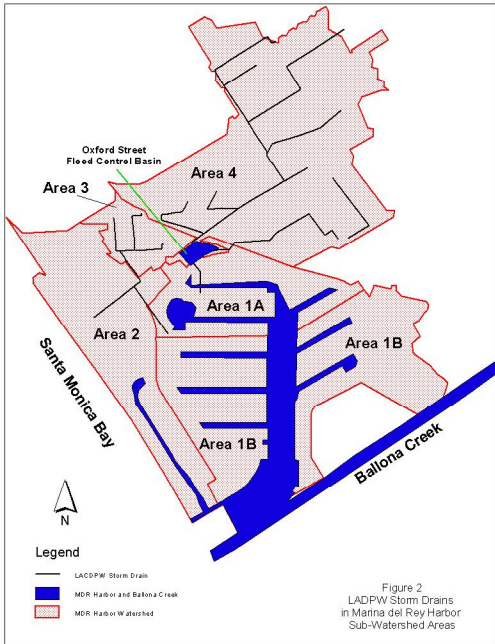 Oxford Street
Flood Control Basin
Area 3
Area 4
Area 1A
Area 2
Area 1B
Area 1B
Santa Monica Bay
Ballona Creek
N
Legend
LACDPW Storm Drain
MDR Harbor and Ballona Creek
MDR Harbor Watershed
Figure 2
LADPW Storm Drains
in Marina del Rey Harbor
Sub-Watershed Areas